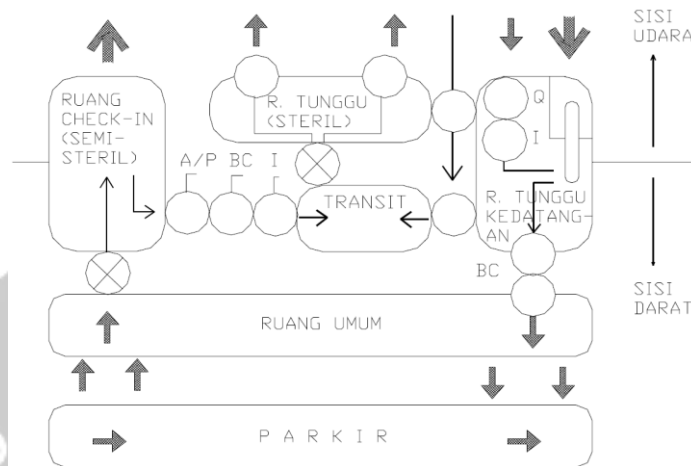 SISI
UDARA
RUANG
CHECK-IN
(SEMI-
STERIL)
R. TUNGGU
(STERIL)
Q
I
A/P BC I
TRANSIT
R. TUNGGU
KEDATANG-
AN
BC
SISI
DARAT
RUANG UMUM
PARKIR